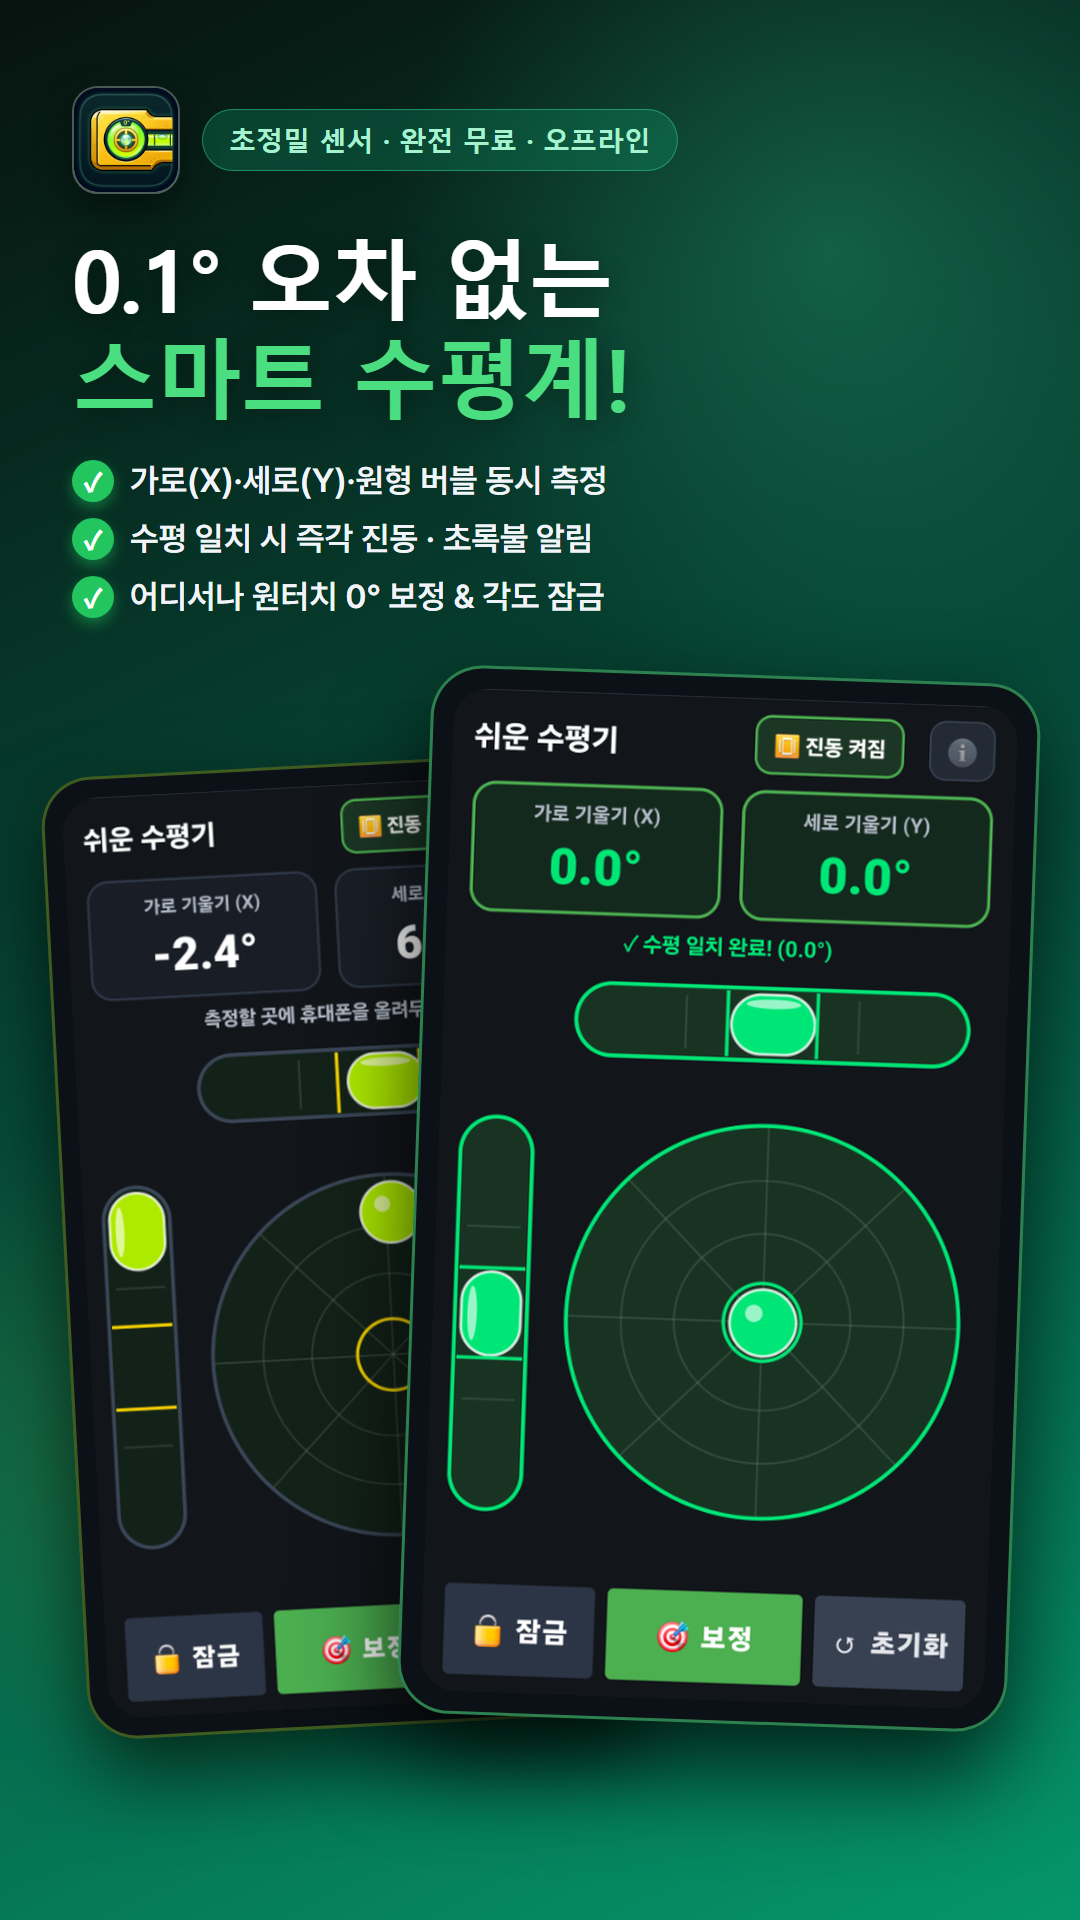 초정밀 센서 · 완전 무료 · 오프라인
0.1° 오차 없는
스마트 수평계!
✓ 가로(X)·세로(Y)·원형 버블 동시 측정
✓ 수평 일치 시 즉각 진동 · 초록불 알림
✓ 어디서나 원터치 0° 보정 & 각도 잠금
쉬운 수평기
진동
가로 기울기 (X)
-2.4°
세로
6
측정할 곳에 휴대폰을 올려두
🔒 잠금
🎯 보정
쉬운 수평기
진동 켜짐
i
가로 기울기 (X)
0.0°
세로 기울기 (Y)
0.0°
✓ 수평 일치 완료! (0.0°)
🔒 잠금
🎯 보정
↺ 초기화